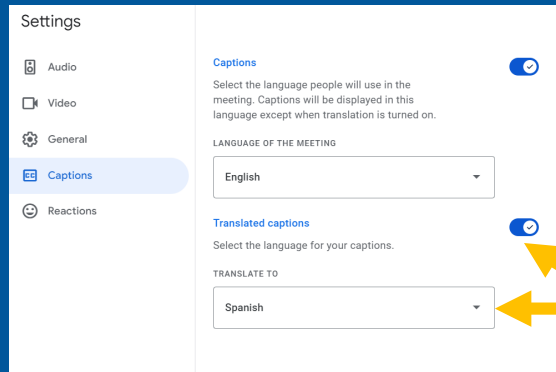 Settings
Audio
Video
General
CC Captions
Reactions
Captions
Select the language people will use in the
meeting. Captions will be displayed in this
language except when translation is turned on.
LANGUAGE OF THE MEETING
English
Translated captions
Select the language for your captions.
TRANSLATE TO
Spanish